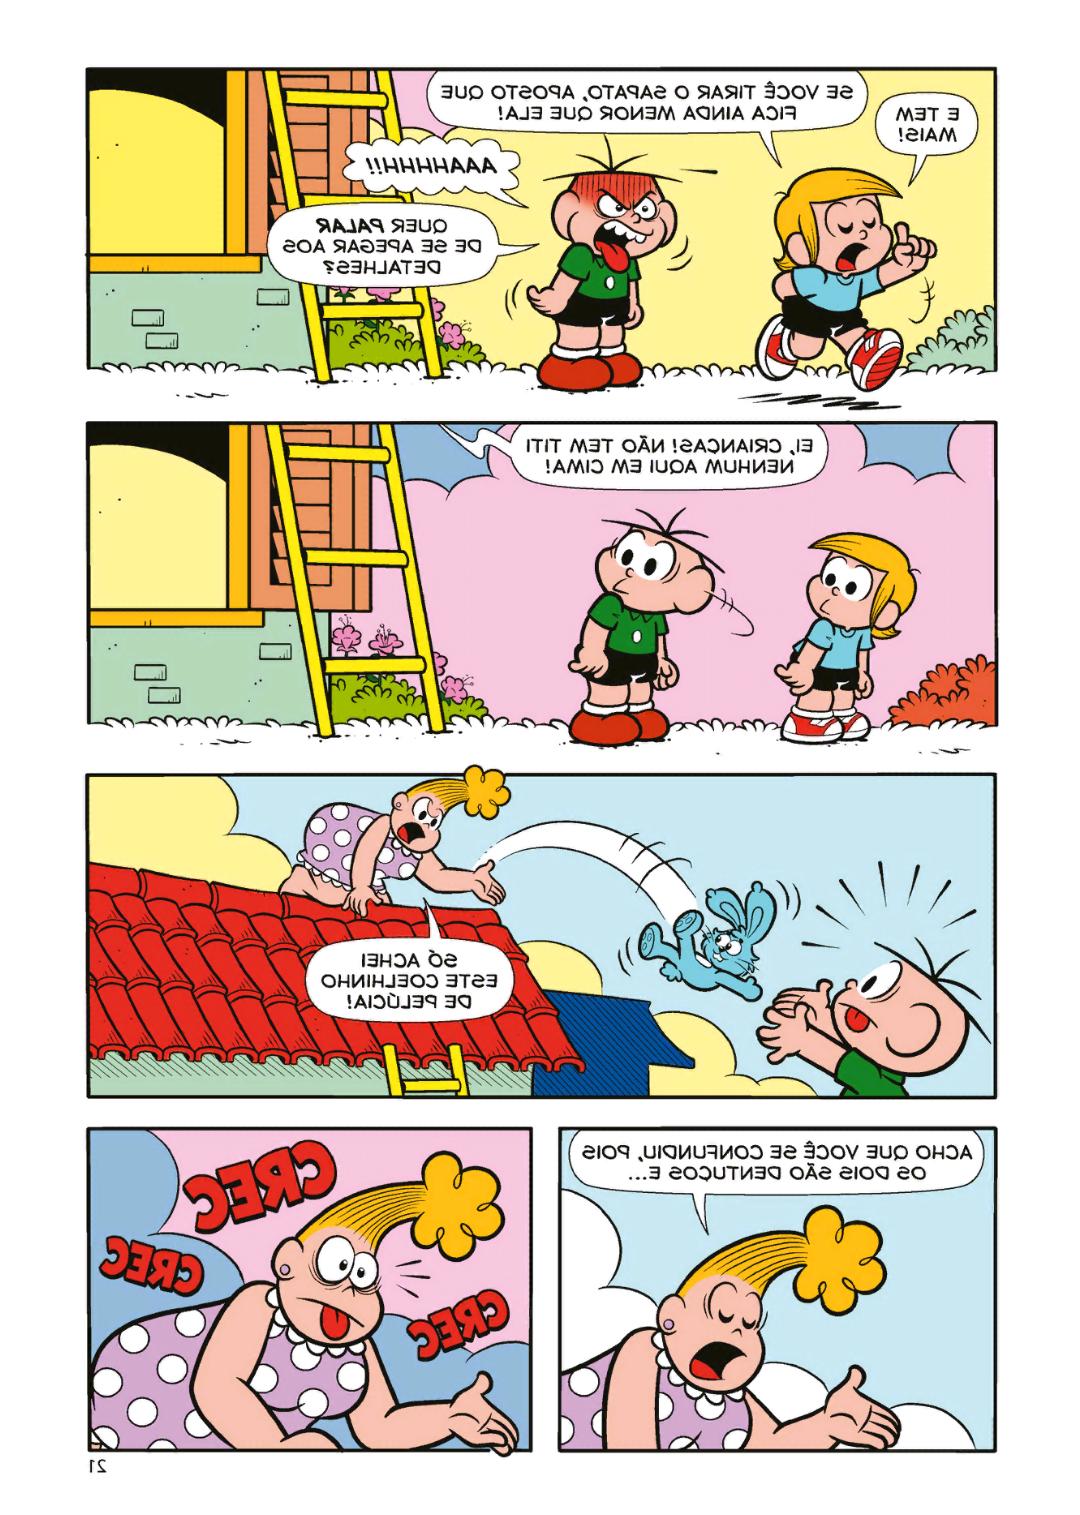 E TEM
MAIS!
SE VOCÊ TIRAR O SAPATO, APOSTO QUE
FICA AINDA MENOR QUE ELA!
AAAHHHH!!
QUER PALAR
DE SE APEGAR AOS
DETALHES?
EI, CRIANÇAS! NÃO TEM TITI
NENHUM AQUI EM CIMA!
SÓ ACHEI
ESTE COELHINHO
DE PELÚCIA!
ACHO QUE VOCÊ SE CONFUNDIU, POIS
OS DOIS SÃO DENTUÇOS E...
CREC
CREC
CREC
21